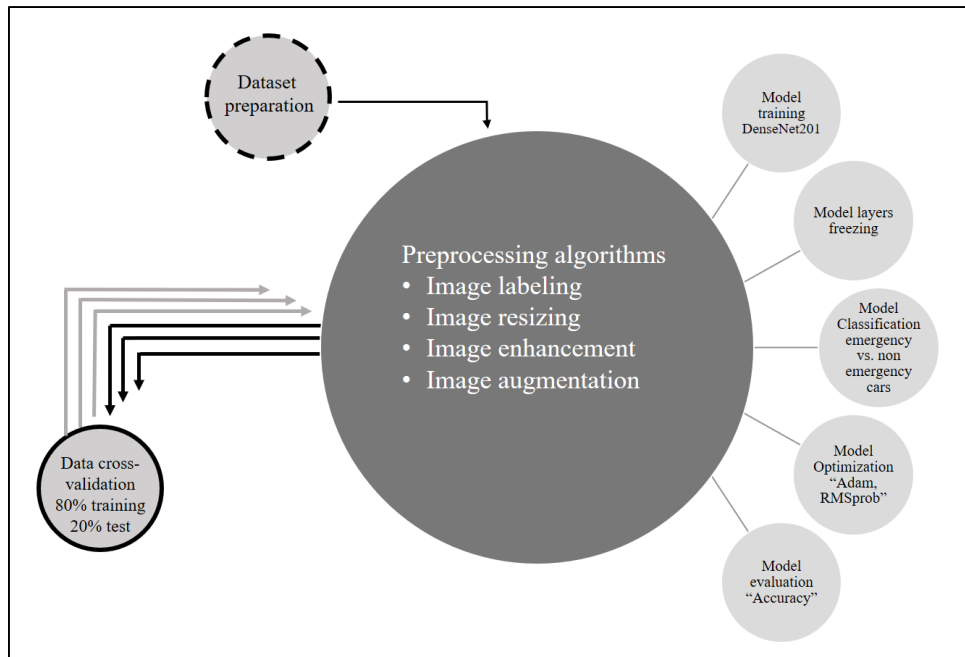 Dataset
preparation
Preprocessing algorithms
• Image labeling
• Image resizing
• Image enhancement
• Image augmentation
Data cross-
validation
80% training
20% test
Model
training
DenseNet201
Model layers
freezing
Model
Classification
emergency
vs. non
emergency
cars
Model
Optimization
“Adam,
RMSprob”
Model
evaluation
“Accuracy”